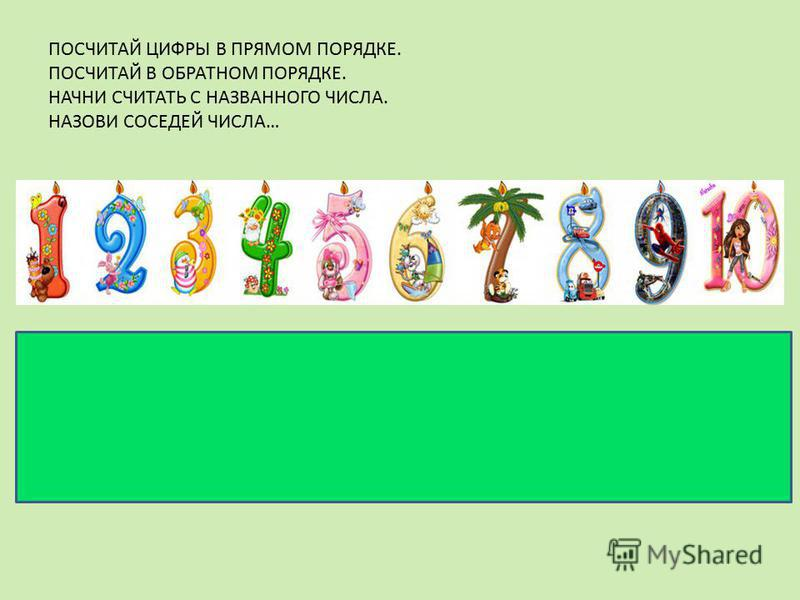 ПОСЧИТАЙ ЦИФРЫ В ПРЯМОМ ПОРЯДКЕ.
ПОСЧИТАЙ В ОБРАТНОМ ПОРЯДКЕ.
НАЧНИ СЧИТАТЬ С НАЗВАННОГО ЧИСЛА.
НАЗОВИ СОСЕДЕЙ ЧИСЛА…
1 2 3 4 5 6 7 8 9 10
MyShared